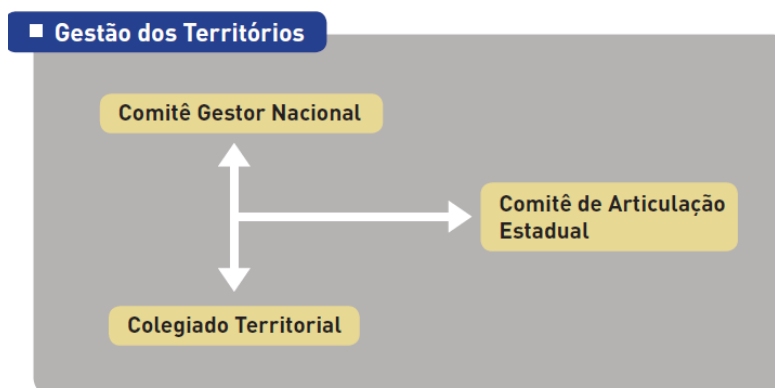 Gestão dos Territórios
Comitê Gestor Nacional
Comitê de Articulação
Estadual
Colegiado Territorial